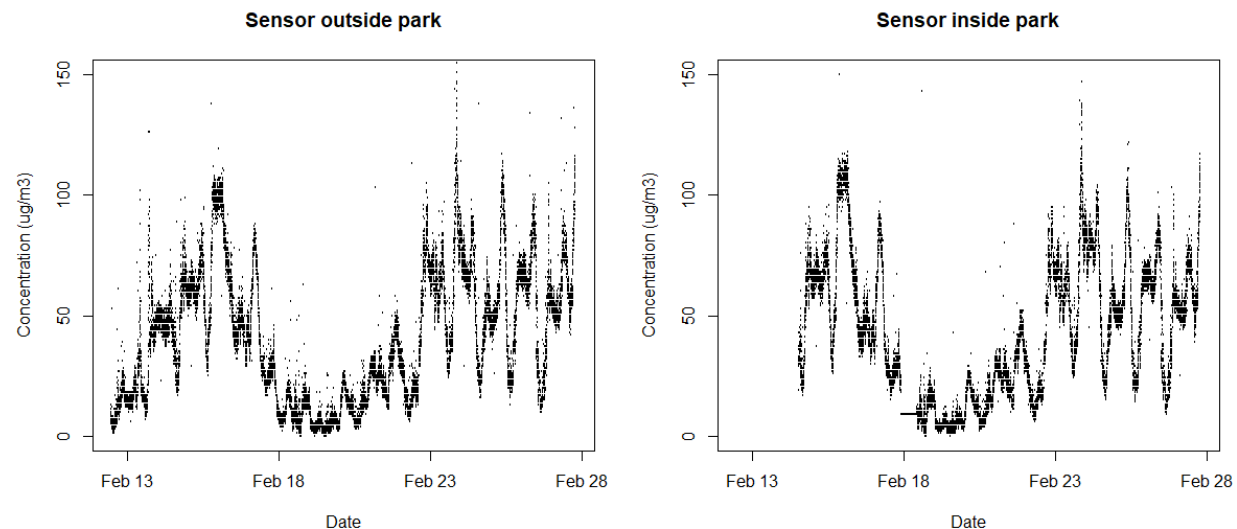 Sensor outside park
Concentration (ug/m3)
150
100
50
0
Feb 13
Feb 18
Feb 23
Feb 28
Date
Sensor inside park
Concentration (ug/m3)
150
100
50
0
Feb 13
Feb 18
Feb 23
Feb 28
Date